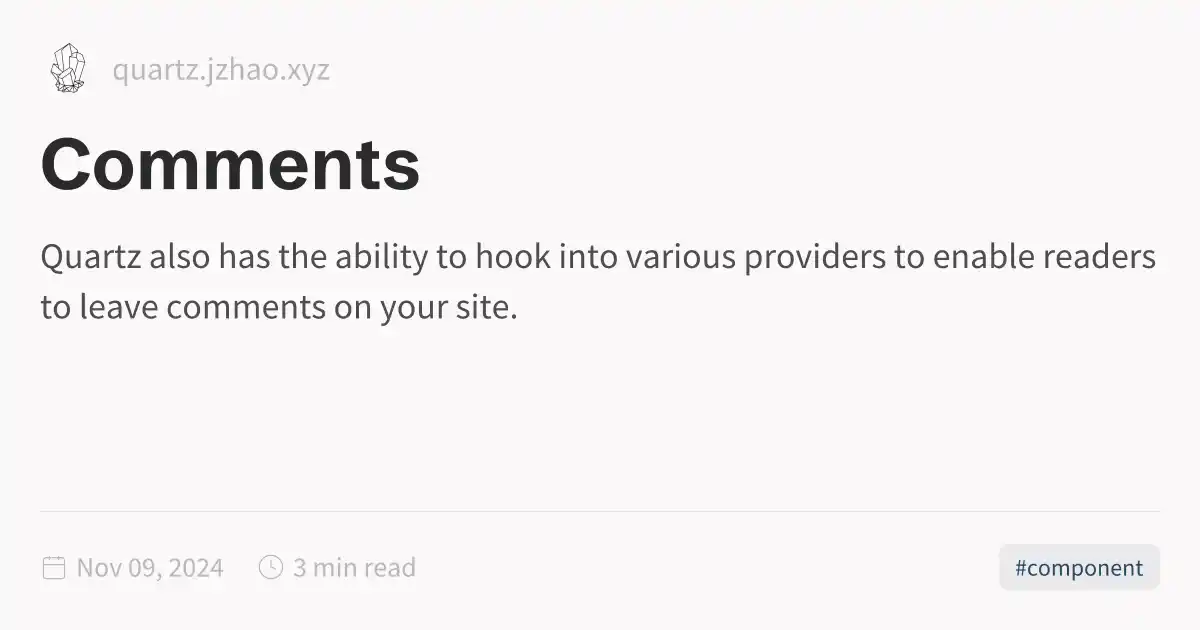 quartz.jzhao.xyz
Comments
Quartz also has the ability to hook into various providers to enable readers
to leave comments on your site.
Nov 09, 2024 3 min read #component